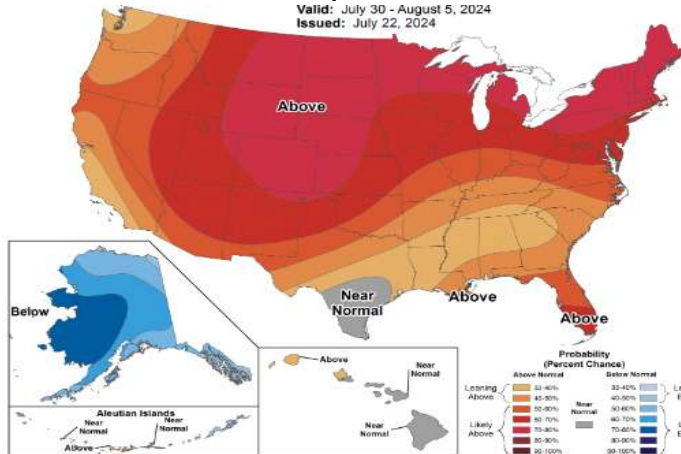 Valid: July 30 - August 5, 2024
Issued: July 22, 2024
Above
Near
Normal
Above
Above
Below
Above
Near
Normal
Near
Normal
Aleutian Islands
Near
Normal
Near
Normal
Above
Probability
(Percent Chance)
Above Normal
Below Normal
Leaning
Above
Likely
Above
33-40%
40-50%
50-60%
60-70%
70-80%
80-90%
90-100%
Near
Normal
33-40%
40-50%
50-60%
60-70%
70-80%
80-90%
90-100%